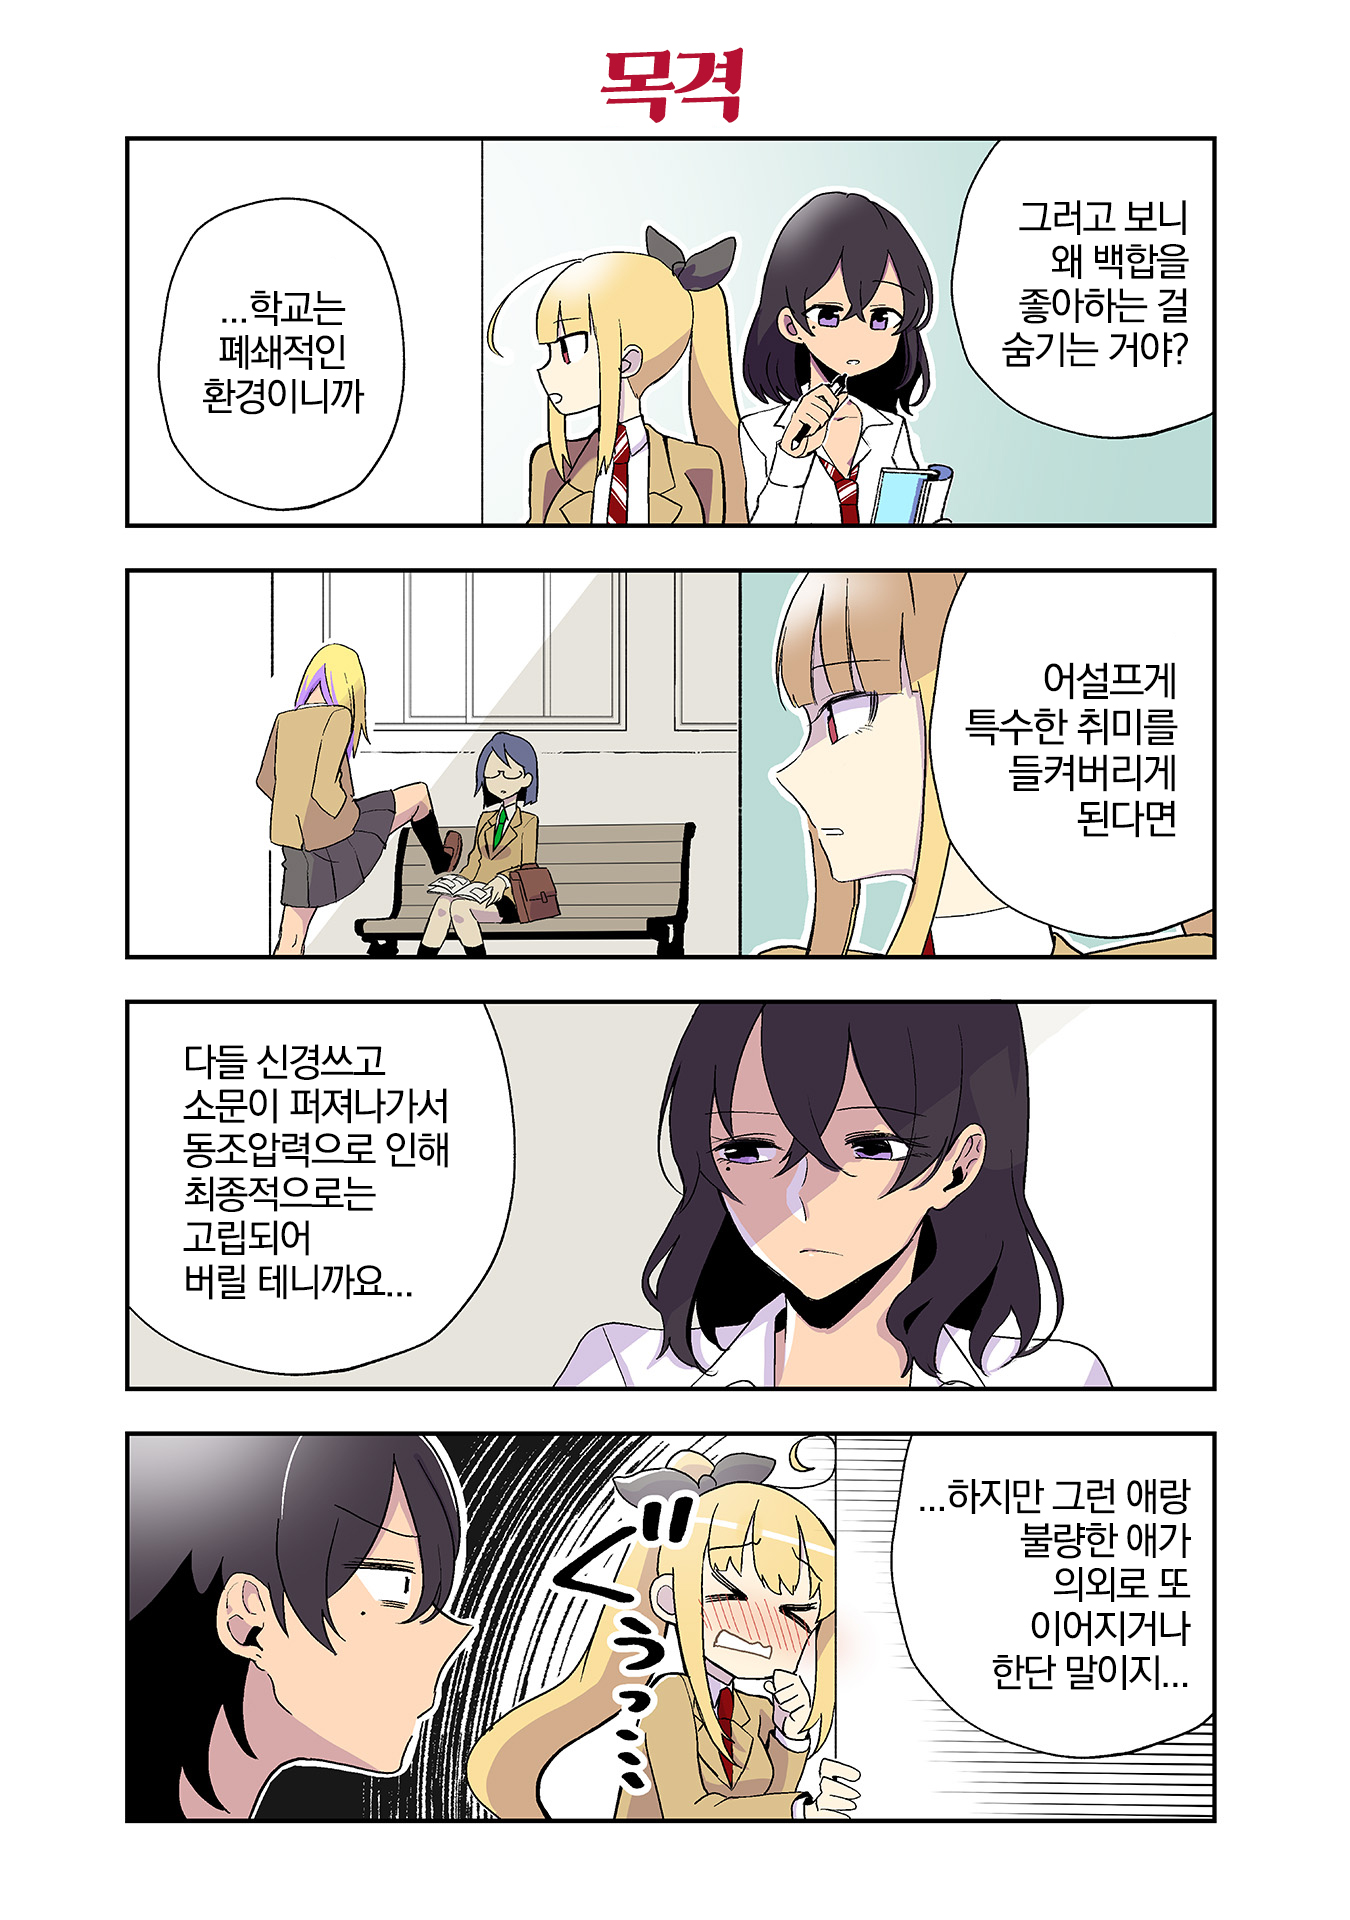 목격
그러고 보니
왜 백합을
좋아하는 걸
숨기는 거야?
...학교는
폐쇄적인
환경이니까
어설프게
특수한 취미를
들켜버리게
된다면
다들 신경쓰고
소문이 퍼져나가서
동조압력으로 인해
최종적으로는
고립되어
버릴 테니까요...
...하지만 그런 애랑
불량한 애가
의외로 또
이어지거나
한단 말이지...
ぐうっ……